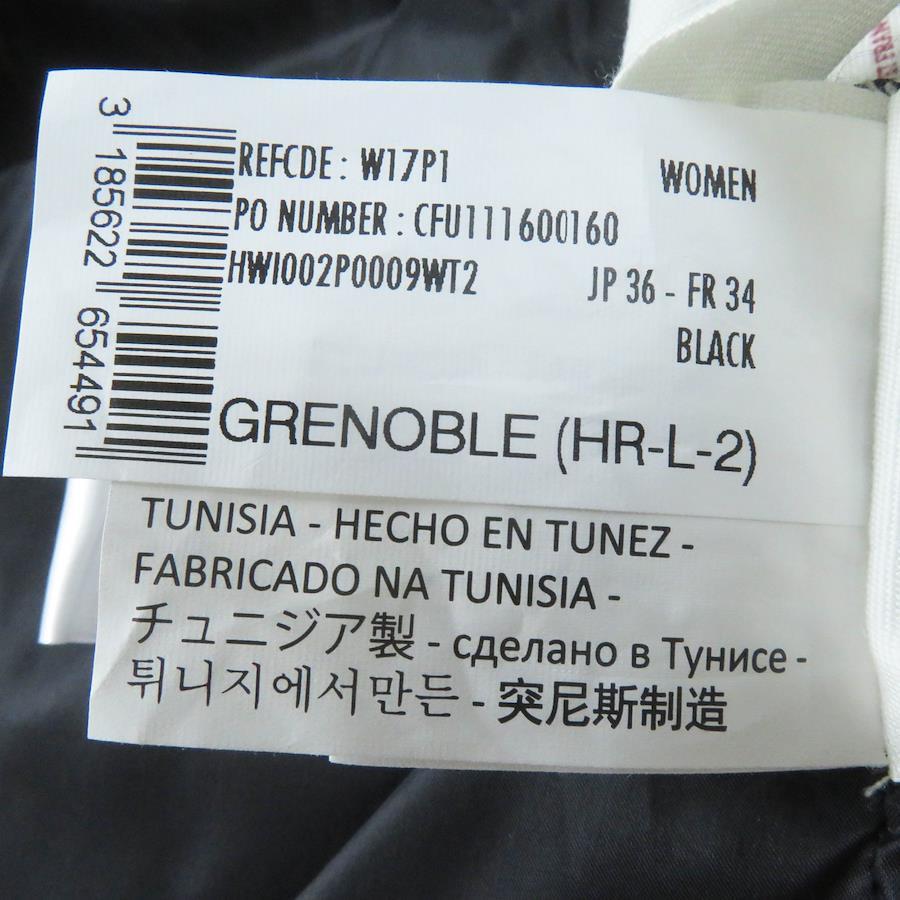 3 185622 654491
REFCDE : W17P1 WOMEN
PO NUMBER : CFU111600160
HWI002P0009WT2 JP 36 - FR 34
BLACK
GRENOBLE (HR-L-2)
TUNISIA - HECHO EN TUNEZ -
FABRICADO NA TUNISIA -
チュニジア製 - сделано в Тунисе -
튀니지에서만든 - 突尼斯制造